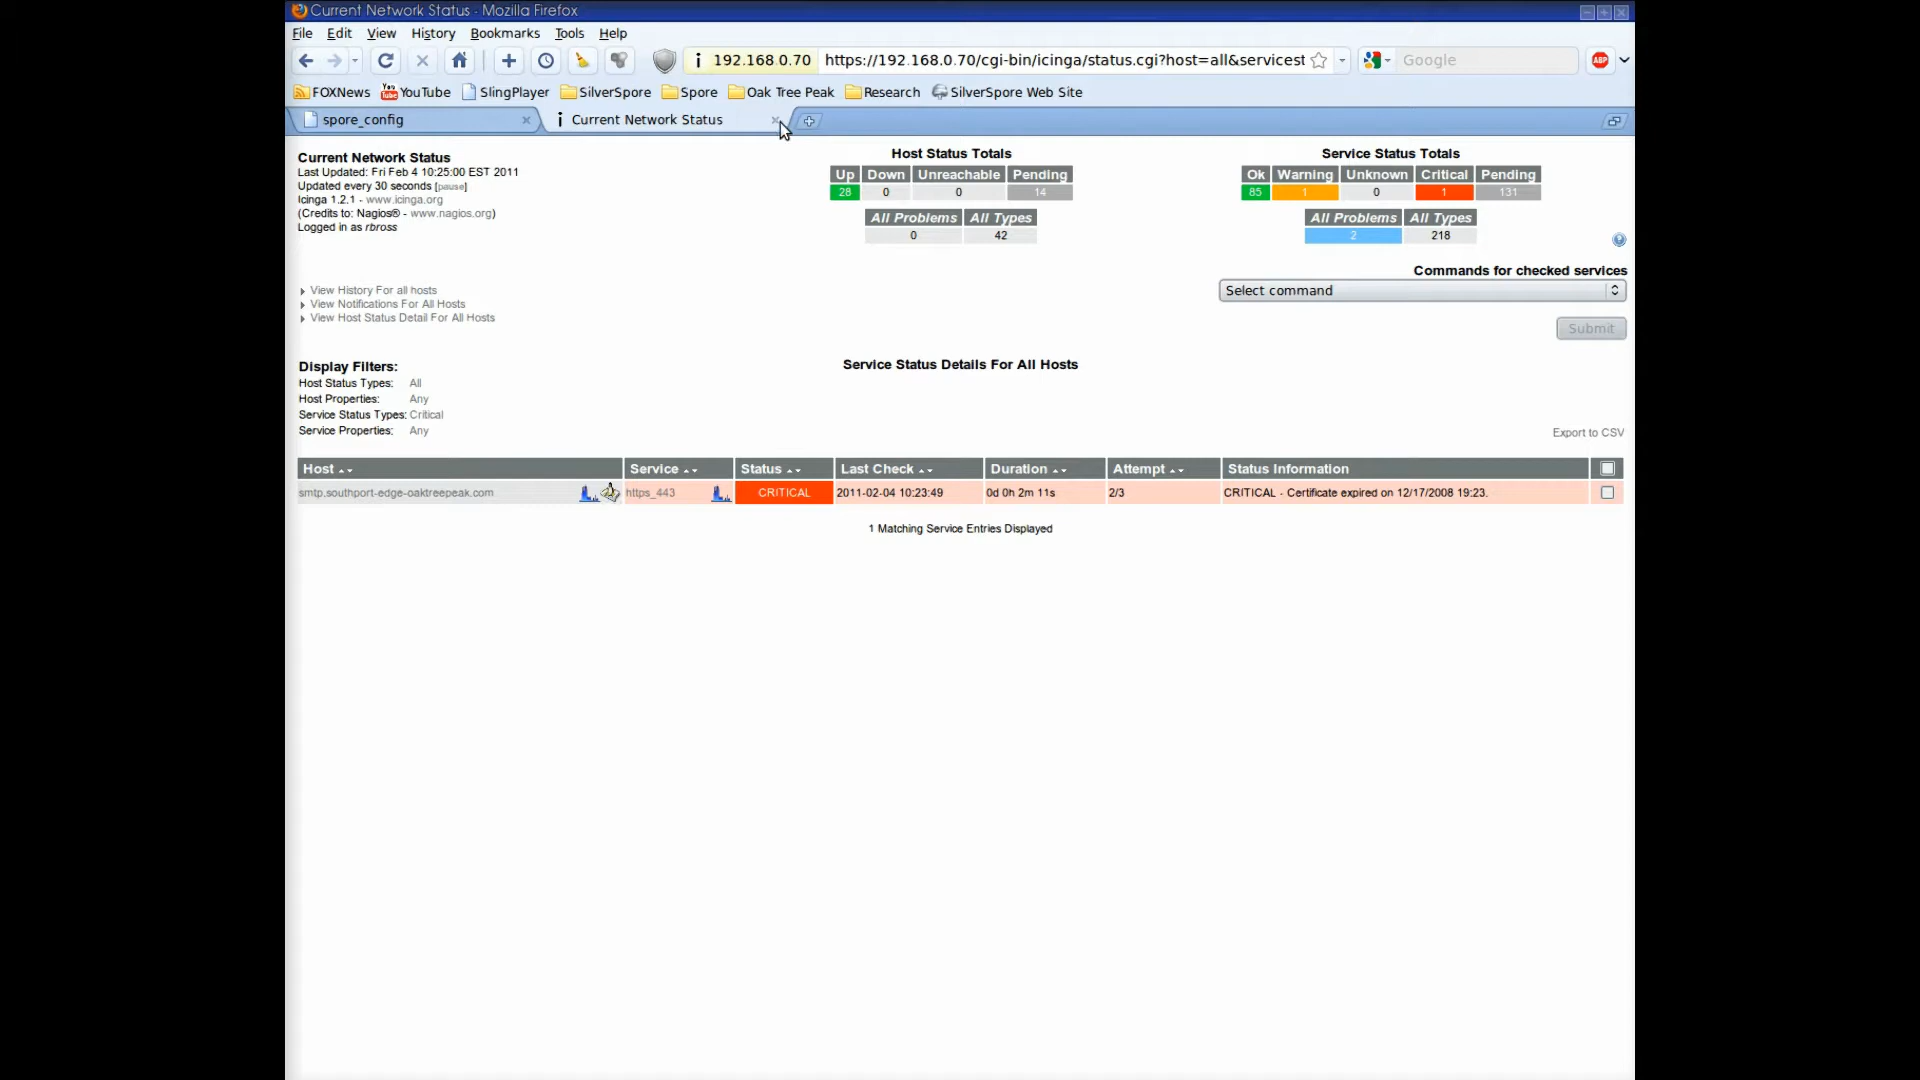 Current Network Status - Mozilla Firefox
File Edit View History Bookmarks Tools Help
i 192.168.0.70 https://192.168.0.70/cgi-bin/icinga/status.cgi?host=all&servicest Google ABP
FOXNews YouTube SlingPlayer SilverSpore Spore Oak Tree Peak Research SilverSpore Web Site
spore_config i Current Network Status
Current Network Status
Last Updated: Fri Feb 4 10:25:00 EST 2011
Updated every 30 seconds [pause]
Icinga 1.2.1 - www.icinga.org
(Credits to: Nagios® - www.nagios.org)
Logged in as rbross
View History For all hosts
View Notifications For All Hosts
View Host Status Detail For All Hosts
Host Status Totals
Up Down Unreachable Pending
28 0 0 14
All Problems All Types
0 42
Service Status Totals
Ok Warning Unknown Critical Pending
85 1 0 1 131
All Problems All Types
2 218
Commands for checked services
Select command
Submit
Display Filters:
Host Status Types: All
Host Properties: Any
Service Status Types: Critical
Service Properties: Any
Service Status Details For All Hosts
Export to CSV
Host Service Status Last Check Duration Attempt Status Information
smtp.southport-edge-oaktreepeak.com https_443 CRITICAL 2011-02-04 10:23:49 0d 0h 2m 11s 2/3 CRITICAL - Certificate expired on 12/17/2008 19:23.
1 Matching Service Entries Displayed